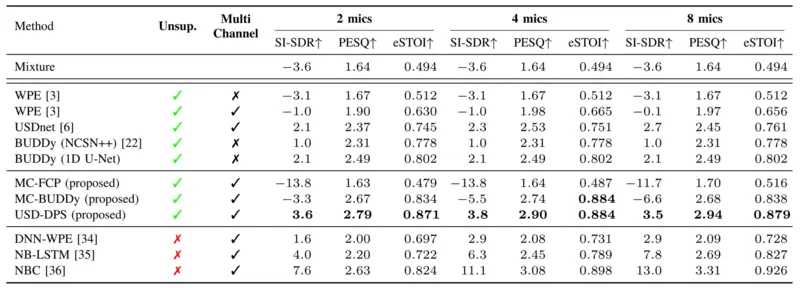 Method Unsup. Multi Channel 2 mics 4 mics 8 mics
SI-SDR↑ PESQ↑ eSTOI↑ SI-SDR↑ PESQ↑ eSTOI↑ SI-SDR↑ PESQ↑ eSTOI↑
Mixture −3.6 1.64 0.494 −3.6 1.64 0.494 −3.6 1.64 0.494
WPE [3] ✓ ✗ −3.1 1.67 0.512 −3.1 1.67 0.512 −3.1 1.67 0.512
WPE [3] ✓ ✓ −1.0 1.90 0.630 −1.0 1.98 0.665 −0.1 1.97 0.656
USDnet [6] ✓ ✓ 2.1 2.37 0.745 2.3 2.53 0.751 2.7 2.45 0.761
BUDDy (NCSN++) [22] ✓ ✗ 1.0 2.31 0.778 1.0 2.31 0.778 1.0 2.31 0.778
BUDDy (1D U-Net) ✓ ✗ 2.1 2.49 0.802 2.1 2.49 0.802 2.1 2.49 0.802
MC-FCP (proposed) ✓ ✓ −13.8 1.63 0.479 −13.8 1.64 0.487 −11.7 1.70 0.516
MC-BUDDy (proposed) ✓ ✓ −3.3 2.67 0.834 −5.5 2.74 0.884 −6.6 2.68 0.838
USD-DPS (proposed) ✓ ✓ 3.6 2.79 0.871 3.8 2.90 0.884 3.5 2.94 0.879
DNN-WPE [34] ✗ ✓ 1.6 2.00 0.697 2.9 2.08 0.731 2.9 2.09 0.728
NB-LSTM [35] ✗ ✓ 4.0 2.20 0.722 6.3 2.45 0.789 7.8 2.69 0.827
NBC [36] ✗ ✓ 7.6 2.63 0.824 11.1 3.08 0.898 13.0 3.31 0.926